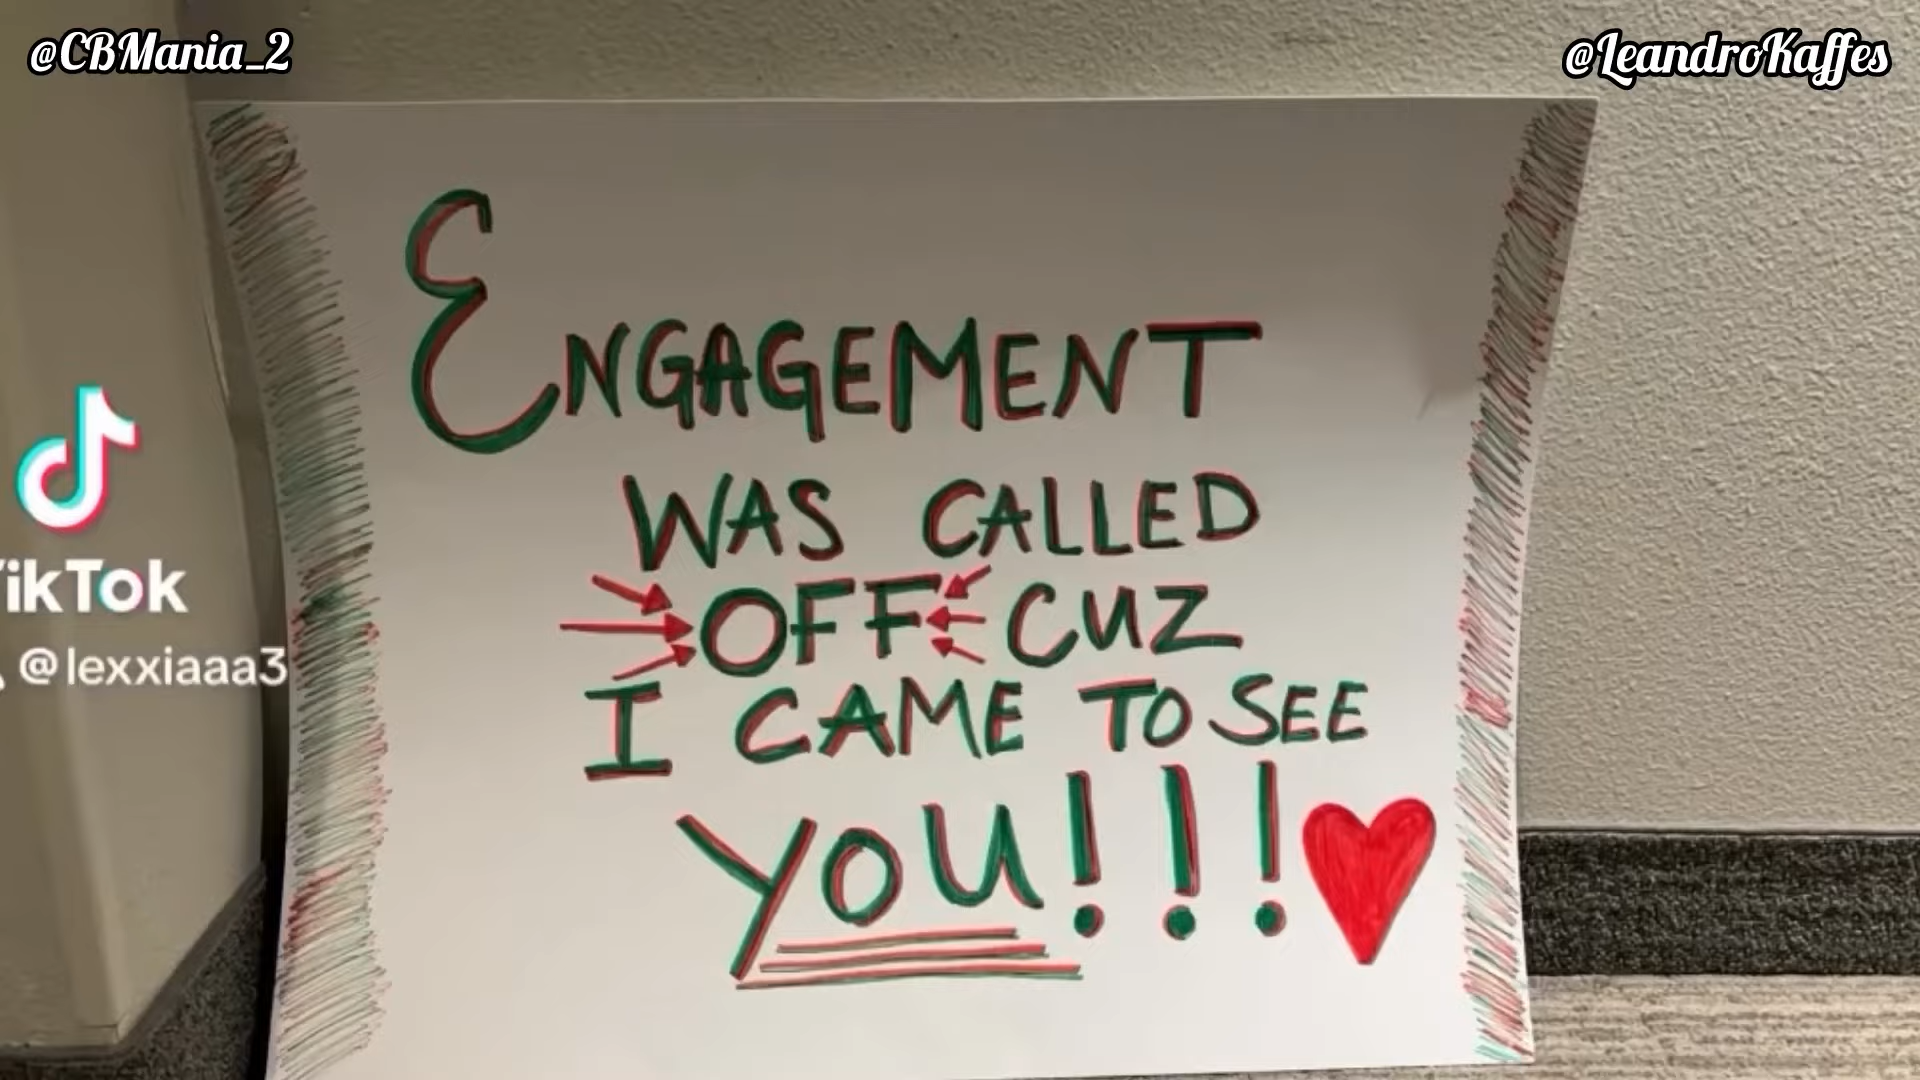 @CBMania_2
@LeandroKaffes
ENGAGEMENT
WAS CALLED
OFF CUZ
I CAME TO SEE
YOU!!!
TikTok
@lexxiaaa3